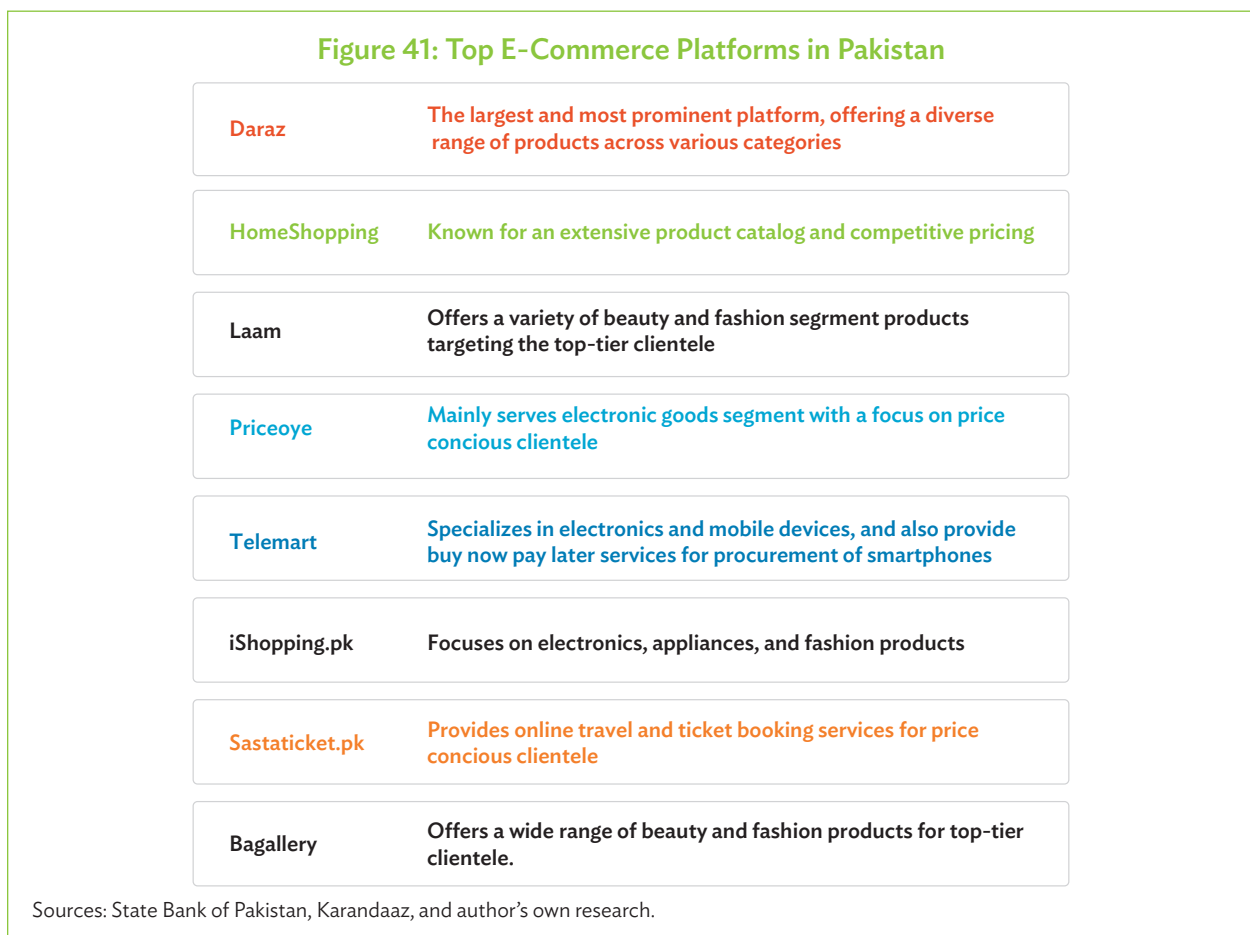 Figure 41: Top E-Commerce Platforms in Pakistan
Daraz
The largest and most prominent platform, offering a diverse
range of products across various categories
HomeShopping
Known for an extensive product catalog and competitive pricing
Laam
Offers a variety of beauty and fashion segrment products
targeting the top-tier clientele
Priceoye
Mainly serves electronic goods segment with a focus on price
concious clientele
Telemart
Specializes in electronics and mobile devices, and also provide
buy now pay later services for procurement of smartphones
iShopping.pk
Focuses on electronics, appliances, and fashion products
Sastaticket.pk
Provides online travel and ticket booking services for price
concious clientele
Bagallery
Offers a wide range of beauty and fashion products for top-tier
clientele.
Sources: State Bank of Pakistan, Karandaaz, and author's own research.